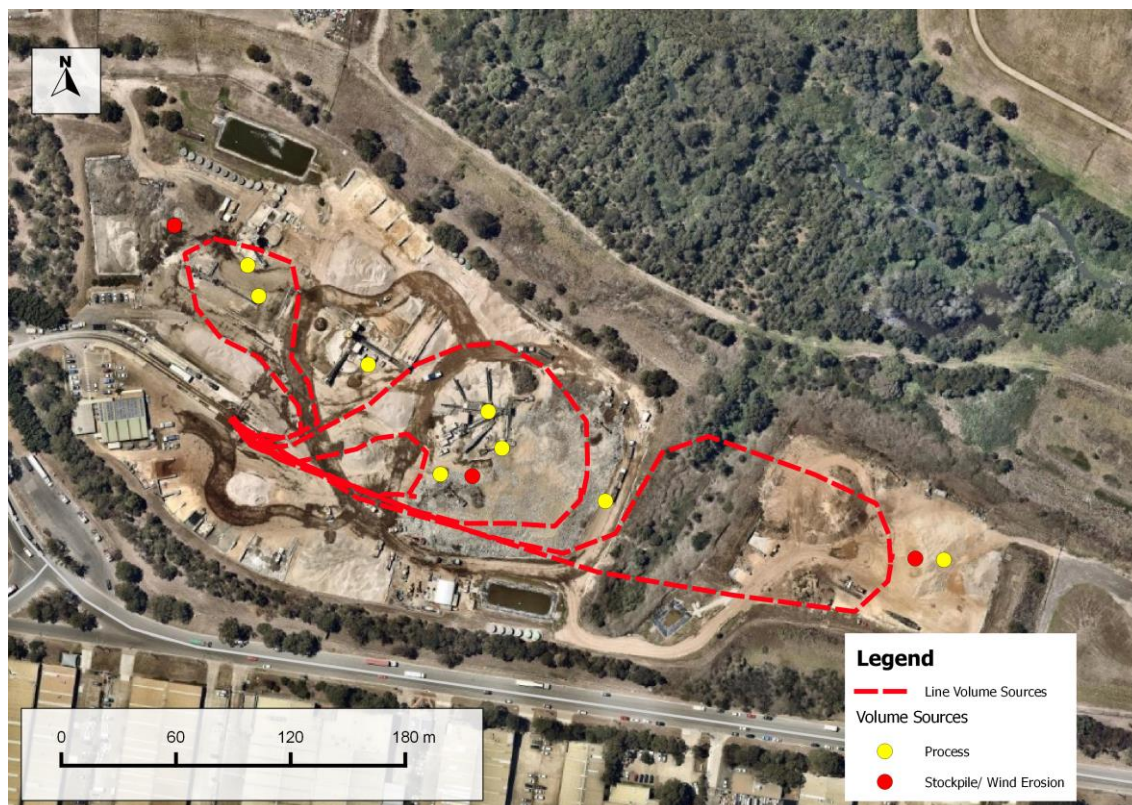 N
Legend
Line Volume Sources
Volume Sources
Process
Stockpile/ Wind Erosion
0 60 120 180 m